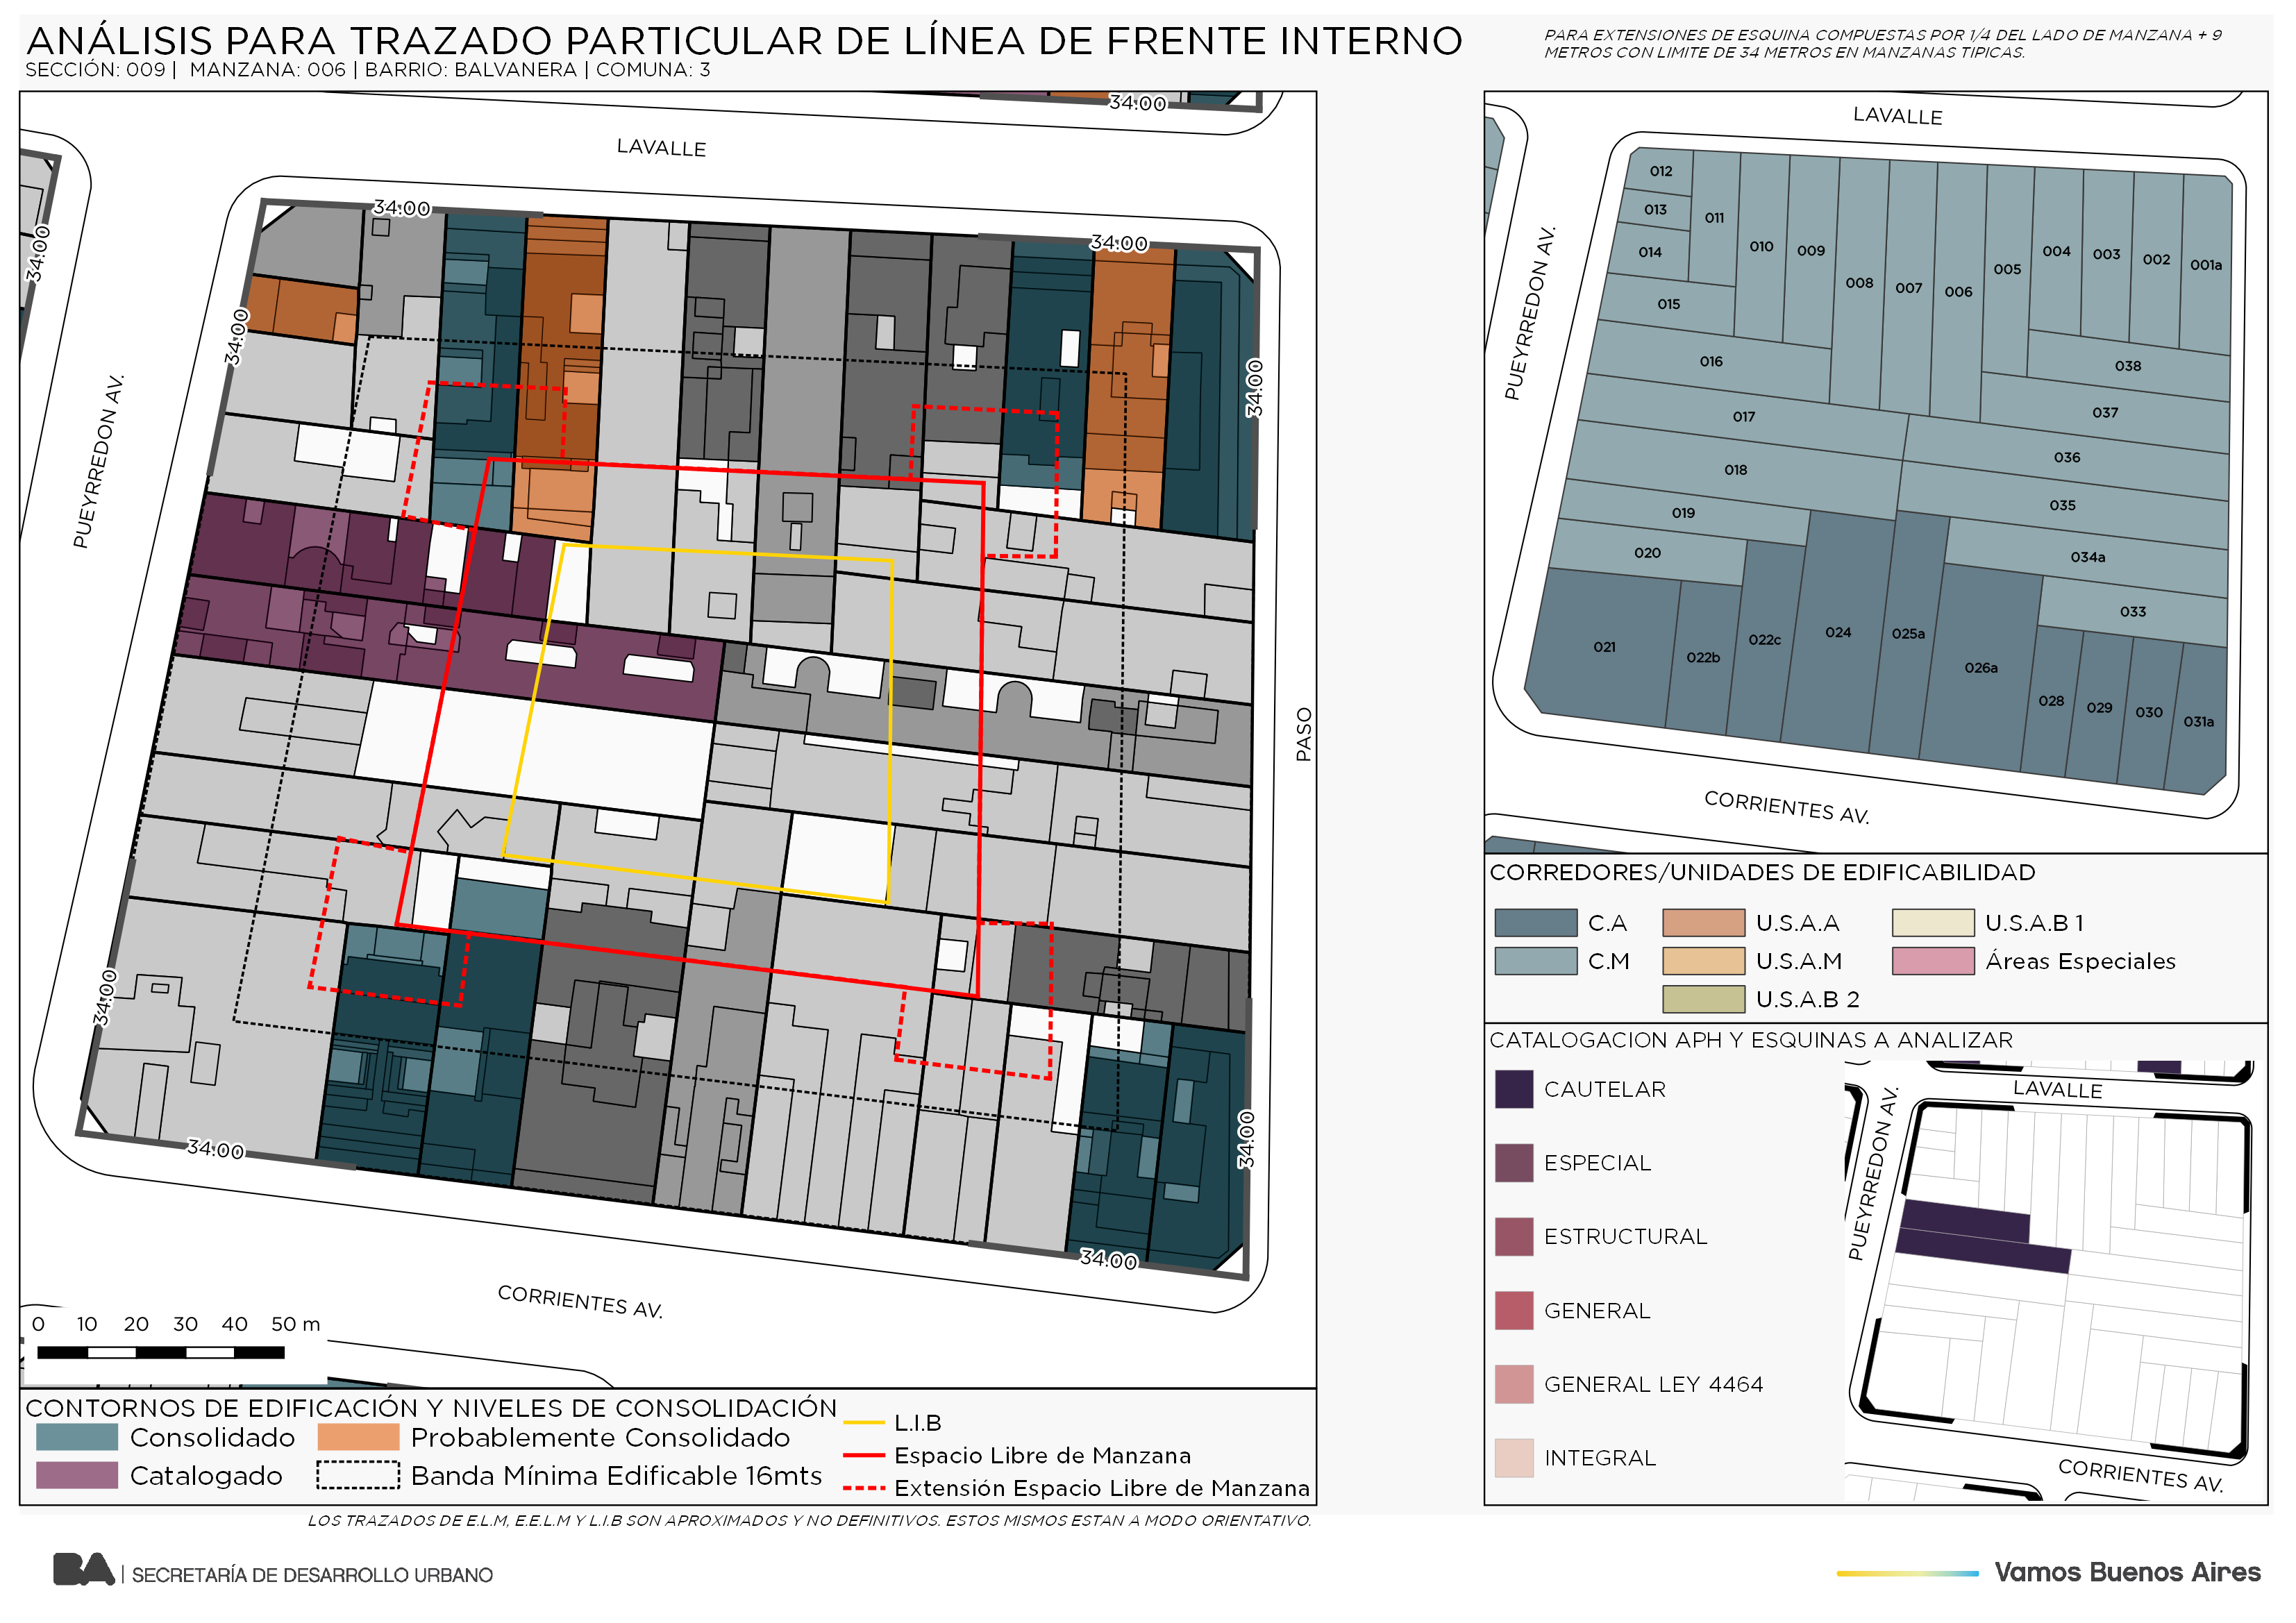 ANÁLISIS PARA TRAZADO PARTICULAR DE LÍNEA DE FRENTE INTERNO
SECCIÓN: 009 | MANZANA: 006 | BARRIO: BALVANERA | COMUNA: 3
PARA EXTENSIONES DE ESQUINA COMPUESTAS POR 1/4 DEL LADO DE MANZANA + 9
METROS CON LIMITE DE 34 METROS EN MANZANAS TIPICAS.
34:00
LAVALLE
34:00
34:00
34:00
34:00
34:00
PUEYRREDON AV.
PASO
34:00
34:00
34:00
34:00
CORRIENTES AV.
0 10 20 30 40 50 m
CONTORNOS DE EDIFICACIÓN Y NIVELES DE CONSOLIDACIÓN
Consolidado
Probablemente Consolidado
Catalogado
Banda Mínima Edificable 16mts
L.I.B
Espacio Libre de Manzana
Extensión Espacio Libre de Manzana
LOS TRAZADOS DE E.L.M, E.E.L.M Y L.I.B SON APROXIMADOS Y NO DEFINITIVOS. ESTOS MISMOS ESTAN A MODO ORIENTATIVO.
LAVALLE
PUEYRREDON AV.
012
013
014
011
010
009
008
007
006
005
004
003
002
001a
015
016
038
017
037
018
036
019
035
020
034a
033
021
022b
022c
024
025a
026a
028
029
030
031a
CORRIENTES AV.
CORREDORES/UNIDADES DE EDIFICABILIDAD
C.A
U.S.A.A
U.S.A.B 1
C.M
U.S.A.M
Áreas Especiales
U.S.A.B 2
CATALOGACION APH Y ESQUINAS A ANALIZAR
CAUTELAR
ESPECIAL
ESTRUCTURAL
GENERAL
GENERAL LEY 4464
INTEGRAL
LAVALLE
PUEYRREDON AV.
CORRIENTES AV.
BA | SECRETARÍA DE DESARROLLO URBANO
Vamos Buenos Aires